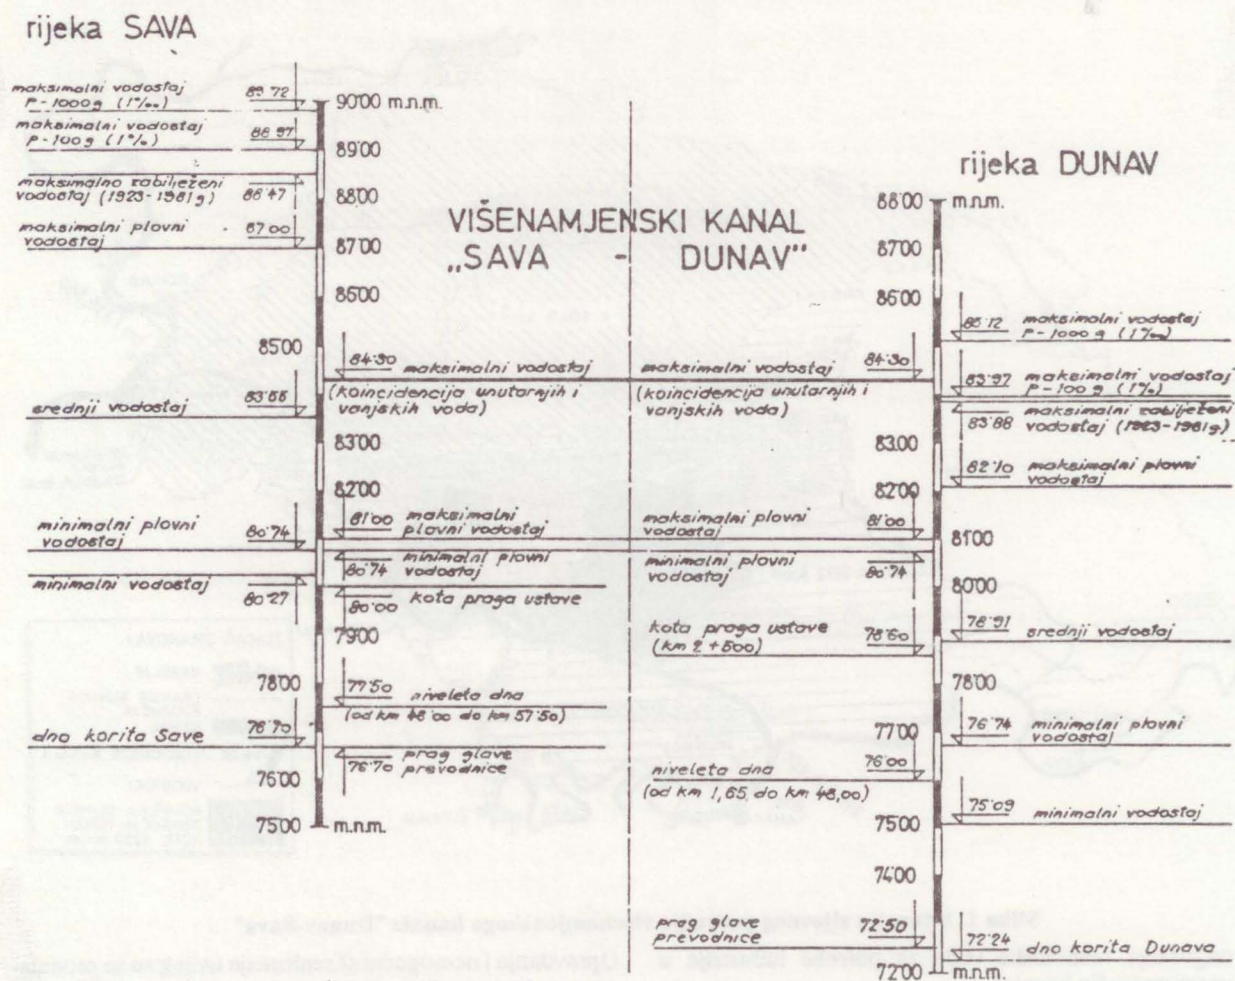 rijeka SAVA
maksimalni vodostaj
P-1000g (1‰)
89.72
maksimalni vodostaj
P-100g (1%)
88.97
maksimalno zabilježeni
vodostaj (1923-1981g)
88.47
maksimalni plovni
vodostaj
87.00
srednji vodostaj
minimalni plovni
vodostaj
80.74
minimalni vodostaj
80.27
dno korita Save
76.70
90.00 m.n.m.
89.00
88.00
87.00
85.00
83.00
82.00
79.00
78.00
76.00
75.00 m.n.m.
VIŠENAMJENSKI KANAL
„SAVA - DUNAV"
84.30 maksimalni vodostaj
(koincidencija unutarnjih i
vanjskih voda)
81.00 maksimalni
plovni vodostaj
minimalni plovni
vodostaj
80.74
80.00 kota praga ustave
77.50 niveleta dna
(od km 48.00 do km 57.50)
76.70 prag glave
prevodnice
maksimalni vodostaj 84.30
(koincidencija unutarnjih i
vanjskih voda)
maksimalni plovni
vodostaj
81.00
minimalni plovni
vodostaj
80.74
kota praga ustave
(km 2 +500)
78.60
niveleta dna
(od km 1,65 do km 48,00)
76.00
prag glave
prevodnice
72.50
rijeka DUNAV
88.00 m.n.m.
87.00
86.00
83.00
82.00
81.00
80.00
78.00
77.00
75.00
74.00
72.00 m.n.m.
85.12 maksimalni vodostaj
P-1000g (1‰)
83.97 maksimalni vodostaj
P-100g (1%)
83.88 maksimalni zabilježeni
vodostaj (1923-1981g)
82.10 maksimalni plovni
vodostaj
78.91 srednji vodostaj
76.74 minimalni plovni
vodostaj
75.09 minimalni vodostaj
72.24 dno korita Dunava